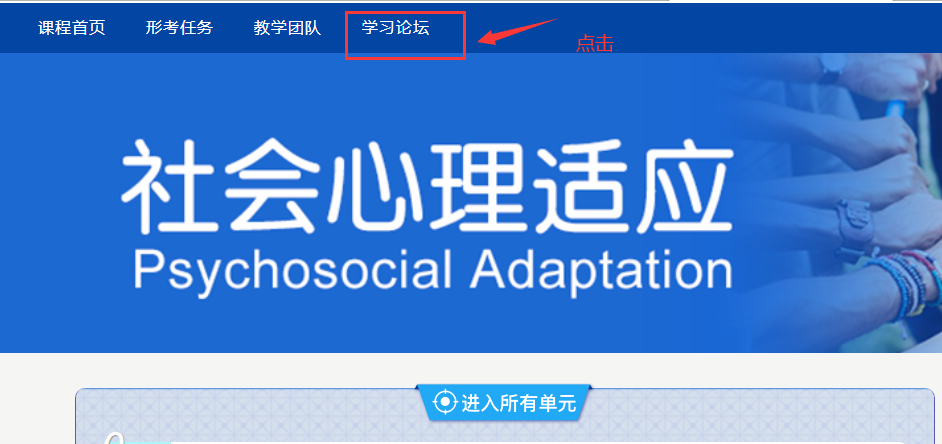 课程首页 形考任务 教学团队 学习论坛
点击
社会心理适应
Psychosocial Adaptation
进入所有单元